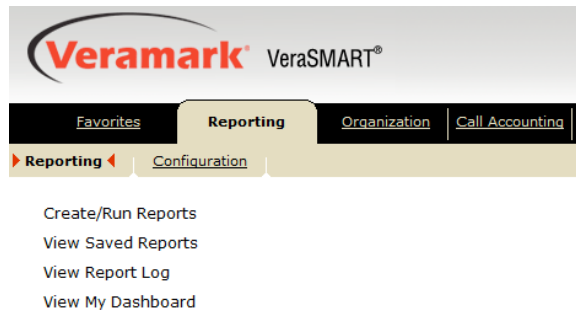 Veramark® VeraSMART®
Favorites Reporting Organization Call Accounting
Reporting Configuration
Create/Run Reports
View Saved Reports
View Report Log
View My Dashboard